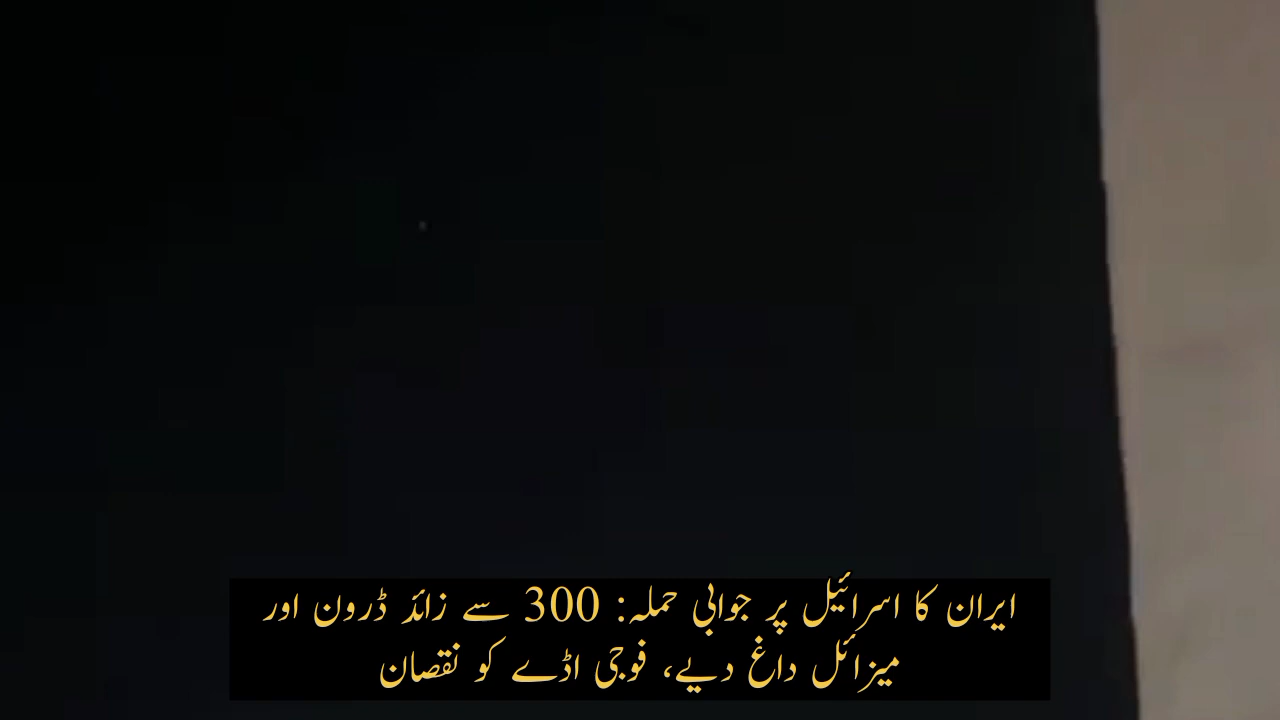 ایران کا اسرائیل پر جوابی حملہ: 300 سے زائد ڈرون اور
میزائل داغ دیے، فوجی اڈے کو نقصان